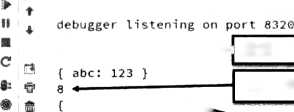 debugger listening on port 8320
{ abc: 123 }
8
{